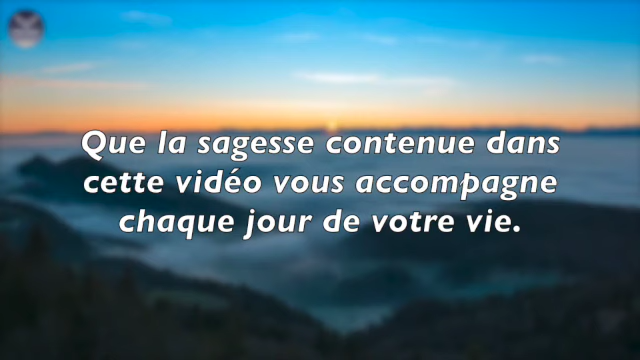 Que la sagesse contenue dans
cette vidéo vous accompagne
chaque jour de votre vie.